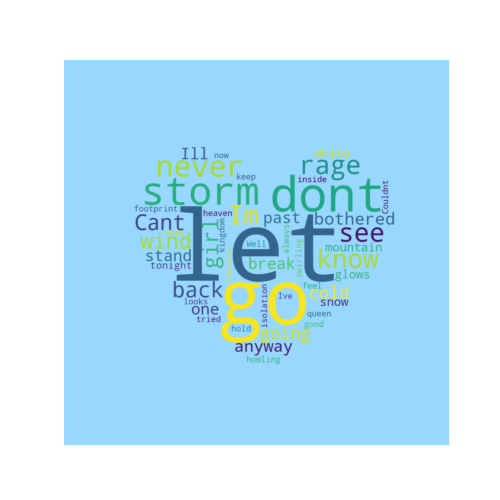 Ill now
white
never rage
keep
inside
storm dont
Couldnt
footprint heaven Im past bothered
Cant let see
wind girl kingdom Well always
stand break mountain
know
tonight swirling glows
back go cold
feel
looks one isolation Ive snow
tried queen
hold going good
anyway
howling